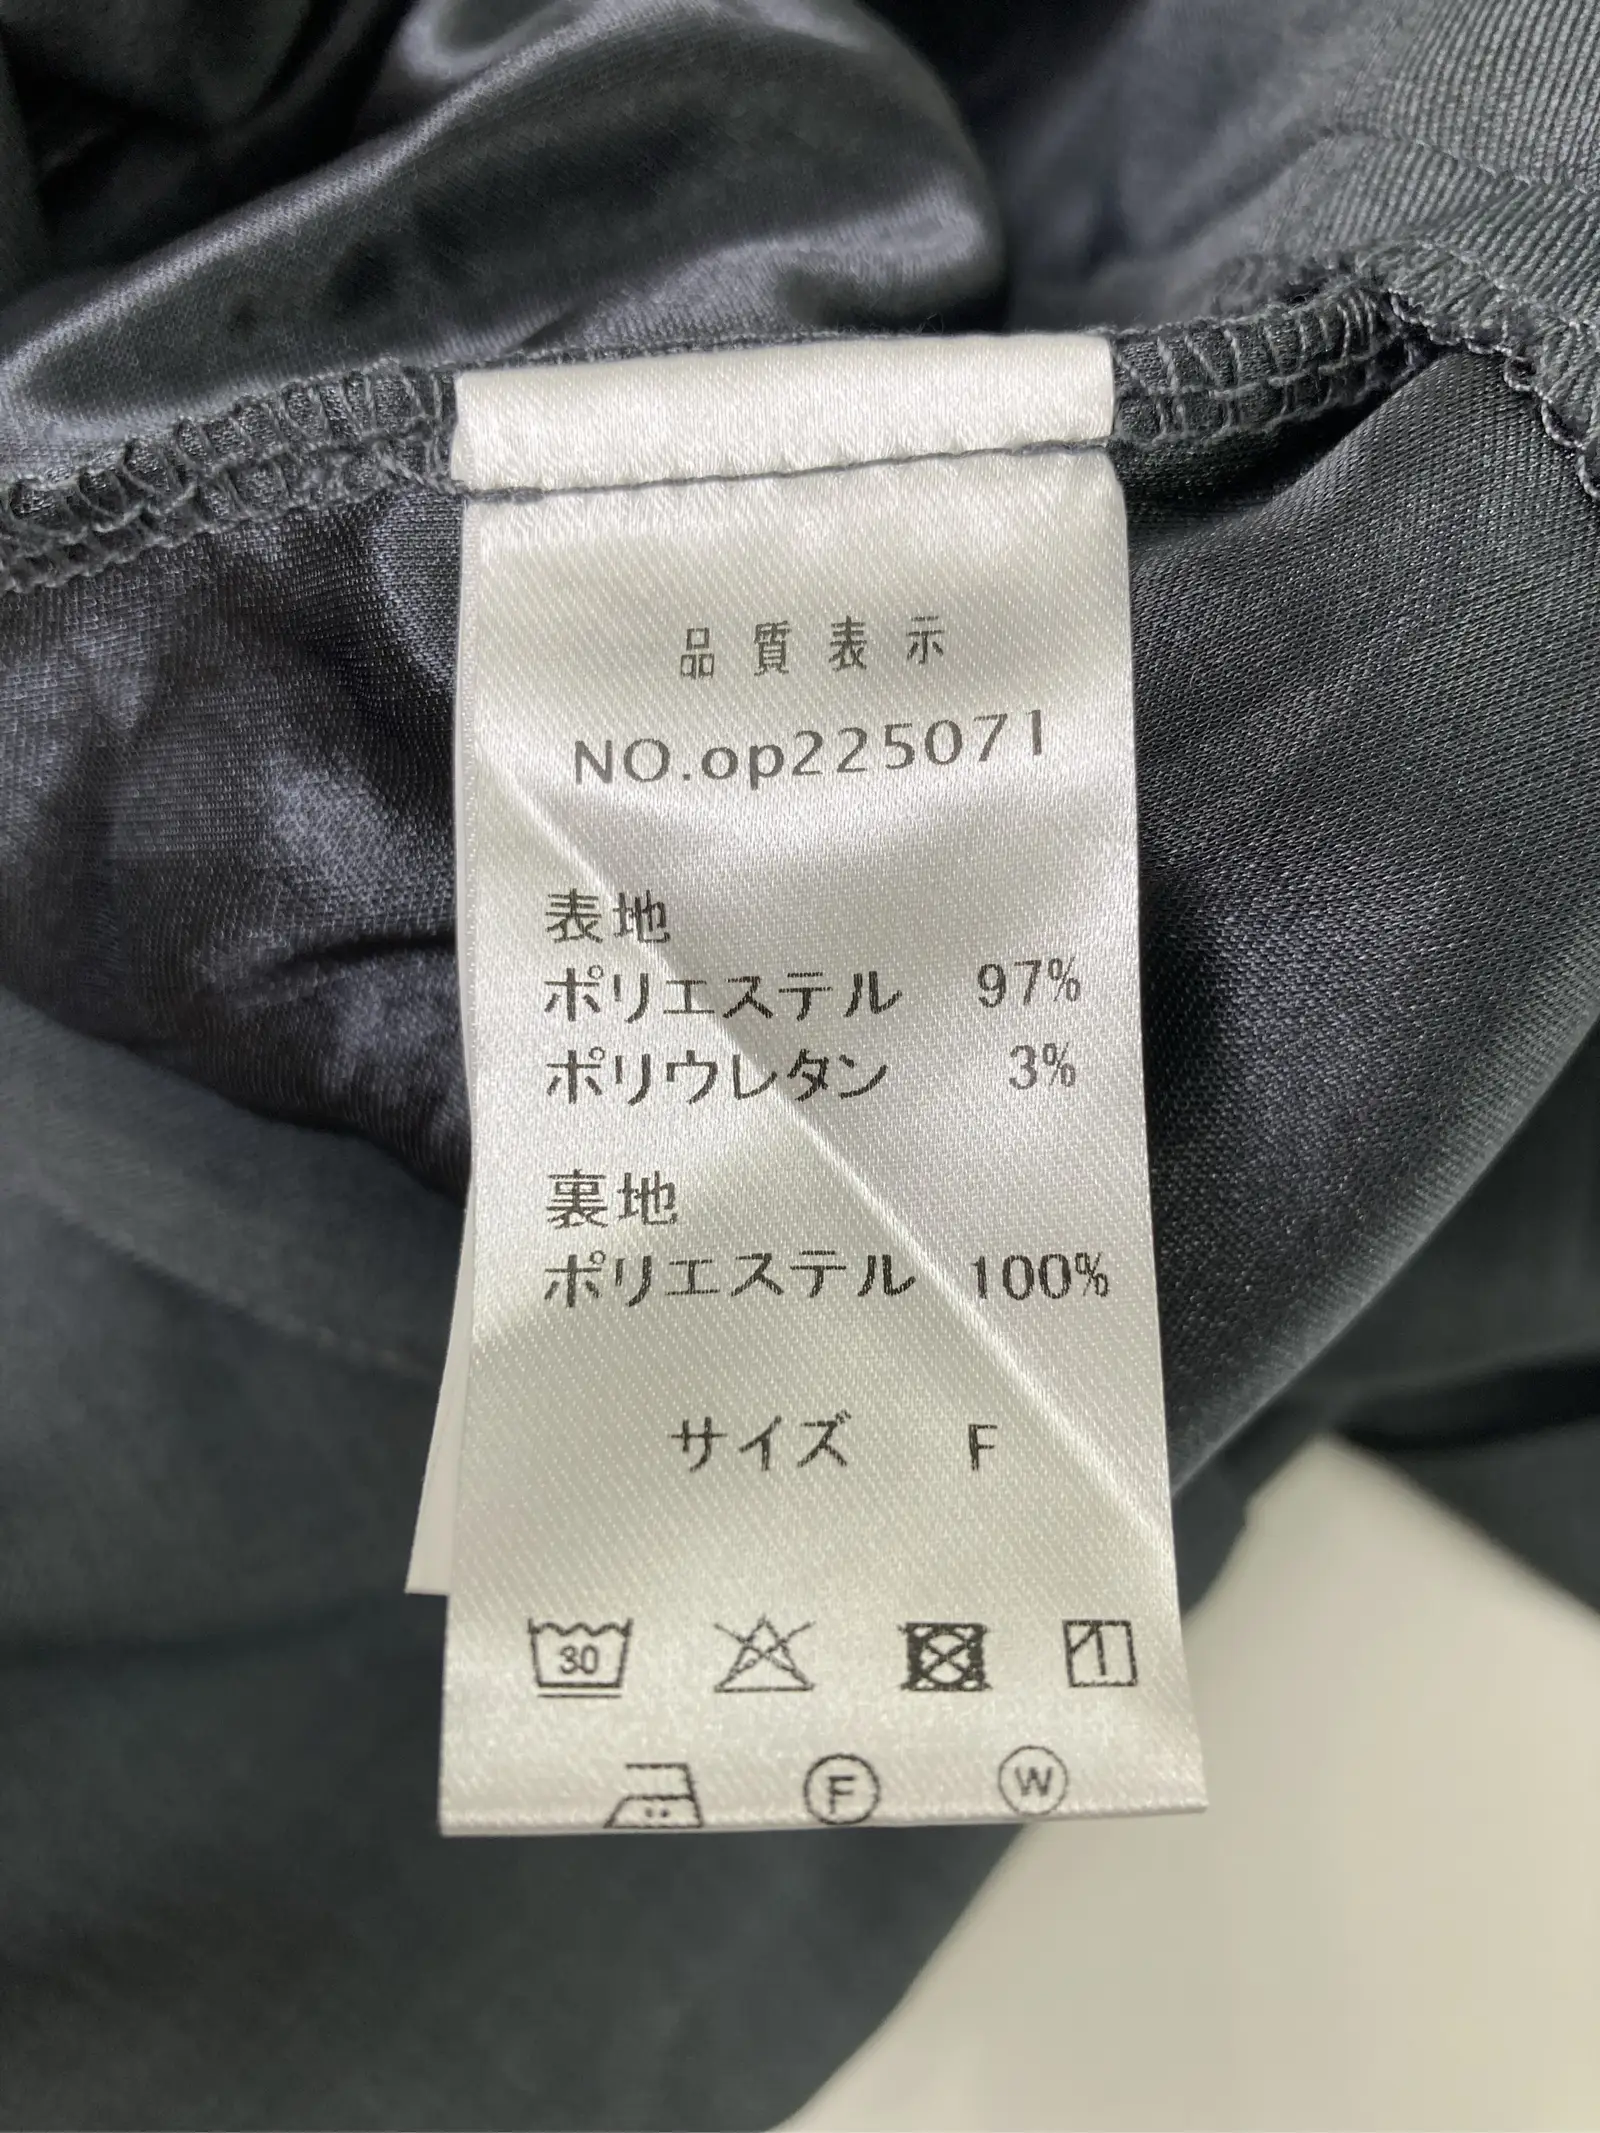 品質表示
NO.op225071
表地
ポリエステル 97%
ポリウレタン 3%
裏地
ポリエステル 100%
サイズ F
30
F W